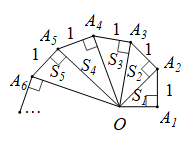 A₄ 1 A₃
A₅ 1 1
1 S₃ A₂
A₆ S₅ S₄ S₂ 1
S₁
... O A₁